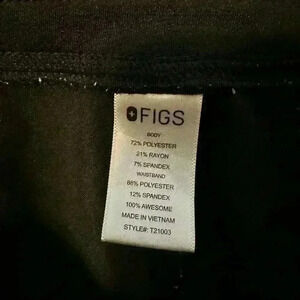 FIGS
BODY
72% POLYESTER
21% RAYON
7% SPANDEX
WAISTBAND
88% POLYESTER
12% SPANDEX
100% AWESOME
MADE IN VIETNAM
STYLE#: T21003